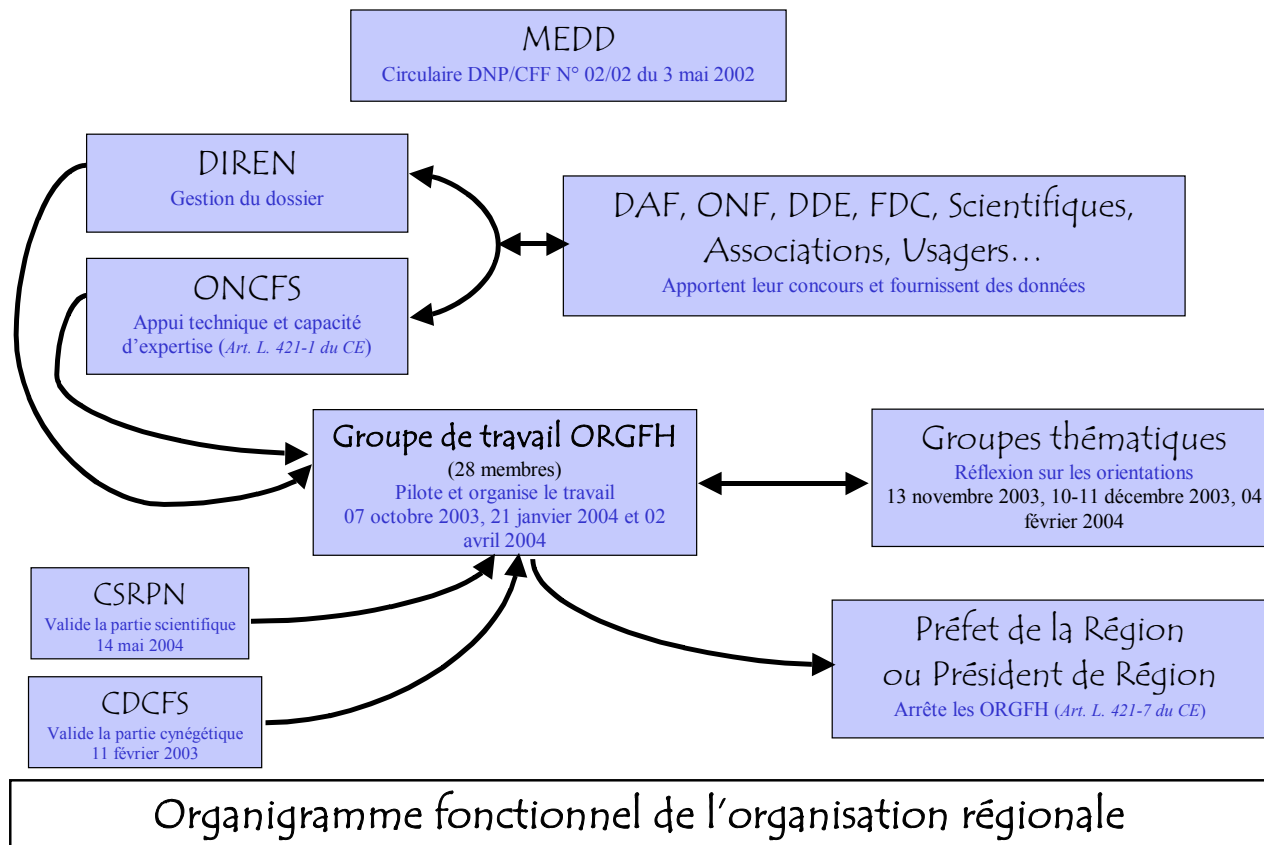 MEDD
Circulaire DNP/CFF N° 02/02 du 3 mai 2002
DIREN
Gestion du dossier
DAF, ONF, DDE, FDC, Scientifiques,
Associations, Usagers…
Apportent leur concours et fournissent des données
ONCFS
Appui technique et capacité
d’expertise (Art. L. 421-1 du CE)
Groupe de travail ORGFH
(28 membres)
Pilote et organise le travail
07 octobre 2003, 21 janvier 2004 et 02
avril 2004
Groupes thématiques
Réflexion sur les orientations
13 novembre 2003, 10-11 décembre 2003, 04
février 2004
CSRPN
Valide la partie scientifique
14 mai 2004
CDCFS
Valide la partie cynégétique
11 février 2003
Préfet de la Région
ou Président de Région
Arrête les ORGFH (Art. L. 421-7 du CE)
Organigramme fonctionnel de l’organisation régionale